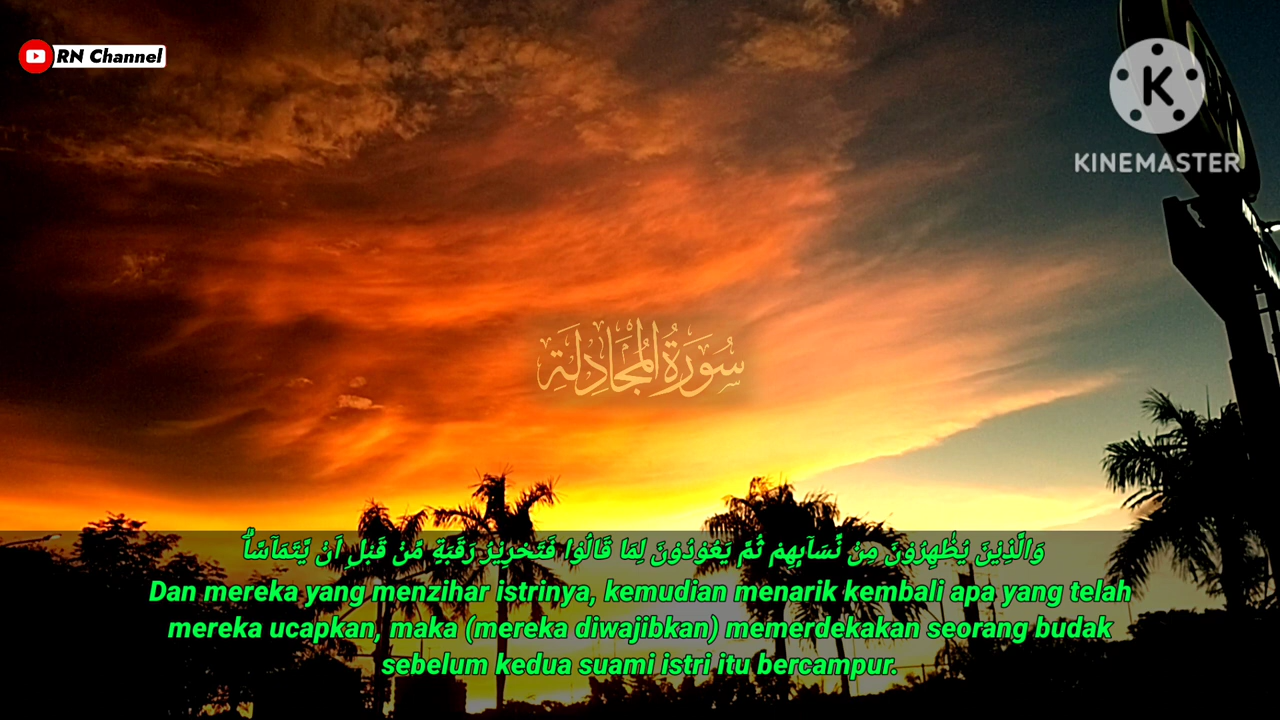 RN Channel
KINEMASTER
سُورَةُ المُجَادِلَةِ
وَالَّذِيْنَ يُظٰهِرُوْنَ مِنْ نِّسَاۤىِٕهِمْ ثُمَّ يَعُوْدُوْنَ لِمَا قَالُوْا فَتَحْرِيْرُ رَقَبَةٍ مِّنْ قَبْلِ اَنْ يَّتَمَاۤسَّاۗ
Dan mereka yang menzihar istrinya, kemudian menarik kembali apa yang telah
mereka ucapkan, maka (mereka diwajibkan) memerdekakan seorang budak
sebelum kedua suami istri itu bercampur.